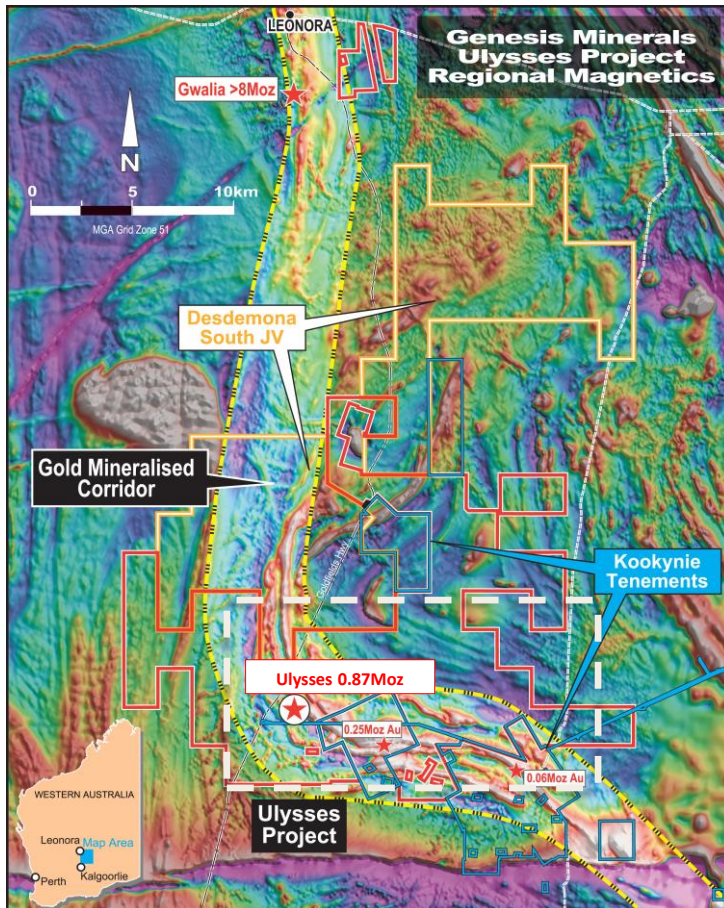 Genesis Minerals
Ulysses Project
Regional Magnetics
LEONORA
Gwalia >8Moz
N
0 5 10km
MGA Grid Zone 51
Desdemona
South JV
Gold Mineralised
Corridor
Goldfields Hwy
Kookynie
Tenements
Ulysses 0.87Moz
0.25Moz Au
0.06Moz Au
Ulysses
Project
WESTERN AUSTRALIA
Leonora
Map Area
Perth
Kalgoorlie